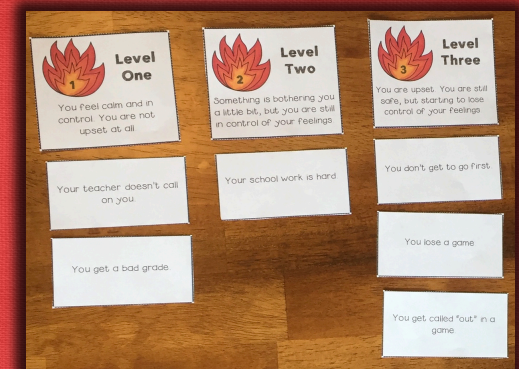 1
Level
One
You feel calm and in
control. You are not
upset at all
Your teacher doesn't call
on you.
You get a bad grade.
2
Level
Two
Something is bothering you
a little bit, but you are still
in control of your feelings
Your school work is hard
3
Level
Three
You are upset. You are still
safe, but starting to lose
control of your feelings
You don't get to go first.
You lose a game
You get called "out" in a
game